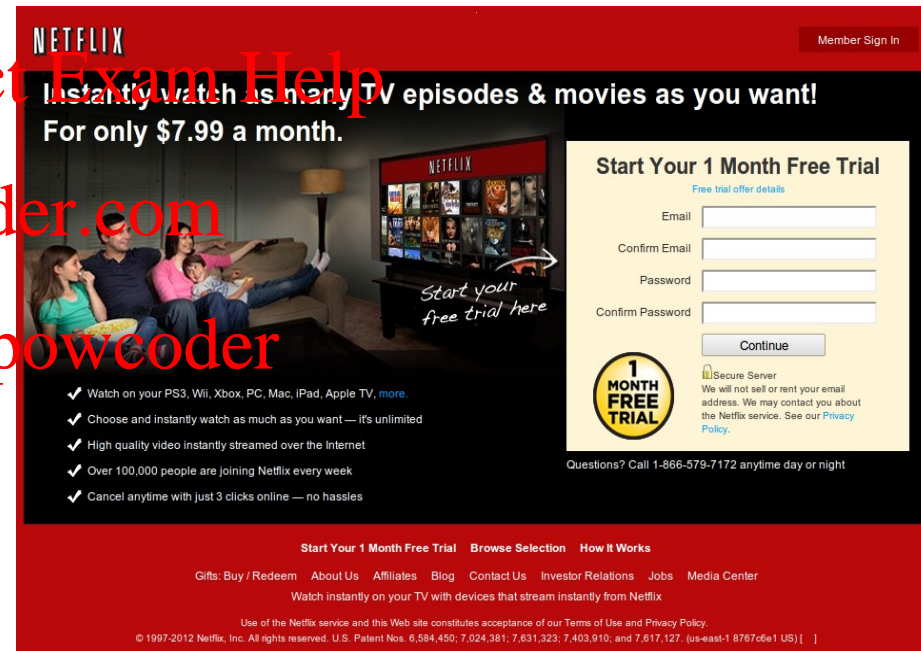 NETFLIX
Member Sign In
ct Exam Help
Instantly watch as many TV episodes & movies as you want!
For only $7.99 a month.
NETFLIX
der.com
Start your
free trial here
powcoder
Start Your 1 Month Free Trial
Free trial offer details
Email
Confirm Email
Password
Confirm Password
Continue
1
MONTH
FREE
TRIAL
Secure Server
We will not sell or rent your email
address. We may contact you about
the Netflix service. See our Privacy
Policy.
Watch on your PS3, Wii, Xbox, PC, Mac, iPad, Apple TV, more.
Choose and instantly watch as much as you want — it's unlimited
High quality video instantly streamed over the Internet
Over 100,000 people are joining Netflix every week
Cancel anytime with just 3 clicks online — no hassles
Questions? Call 1-866-579-7172 anytime day or night
Start Your 1 Month Free Trial Browse Selection How It Works
Gifts: Buy / Redeem About Us Affiliates Blog Contact Us Investor Relations Jobs Media Center
Watch instantly on your TV with devices that stream instantly from Netflix
Use of the Netflix service and this Web site constitutes acceptance of our Terms of Use and Privacy Policy.
© 1997-2012 Netflix, Inc. All rights reserved. U.S. Patent Nos. 6,584,450; 7,024,381; 7,631,323; 7,403,910; and 7,617,127. (us-east-1 8767c6e1 US) [ ]